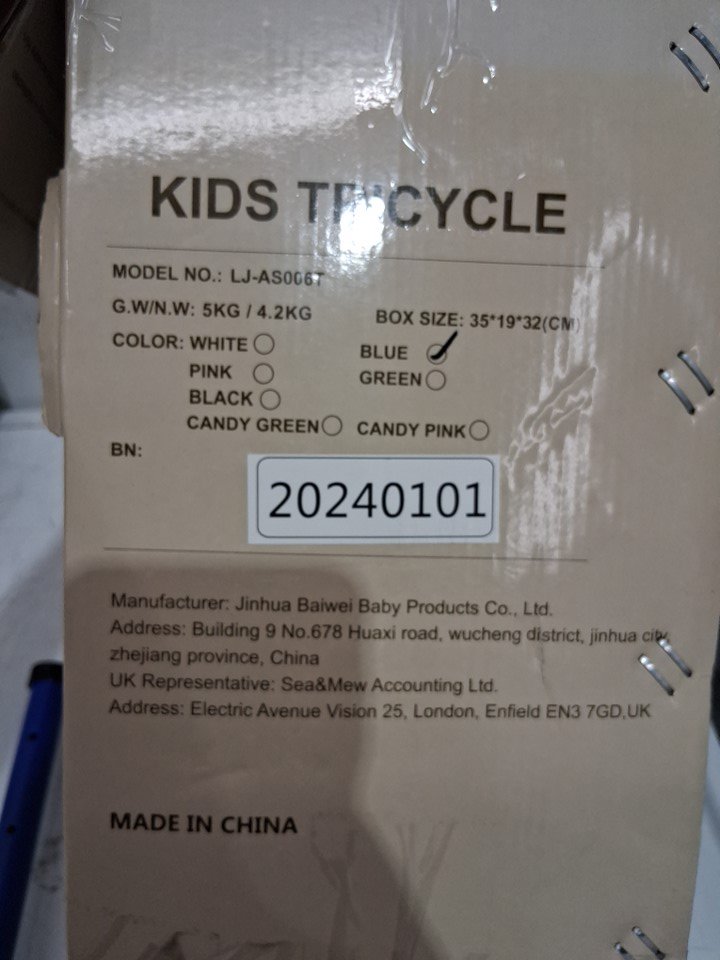 KIDS TRICYCLE
MODEL NO.: LJ-AS006T
G.W/N.W: 5KG / 4.2KG BOX SIZE: 35*19*32(CM)
COLOR: WHITE BLUE
PINK GREEN
BLACK
CANDY GREEN CANDY PINK
BN:
20240101
Manufacturer: Jinhua Baiwei Baby Products Co., Ltd.
Address: Building 9 No.678 Huaxi road, wucheng district, jinhua city,
zhejiang province, China
UK Representative: Sea&Mew Accounting Ltd.
Address: Electric Avenue Vision 25, London, Enfield EN3 7GD,UK
MADE IN CHINA